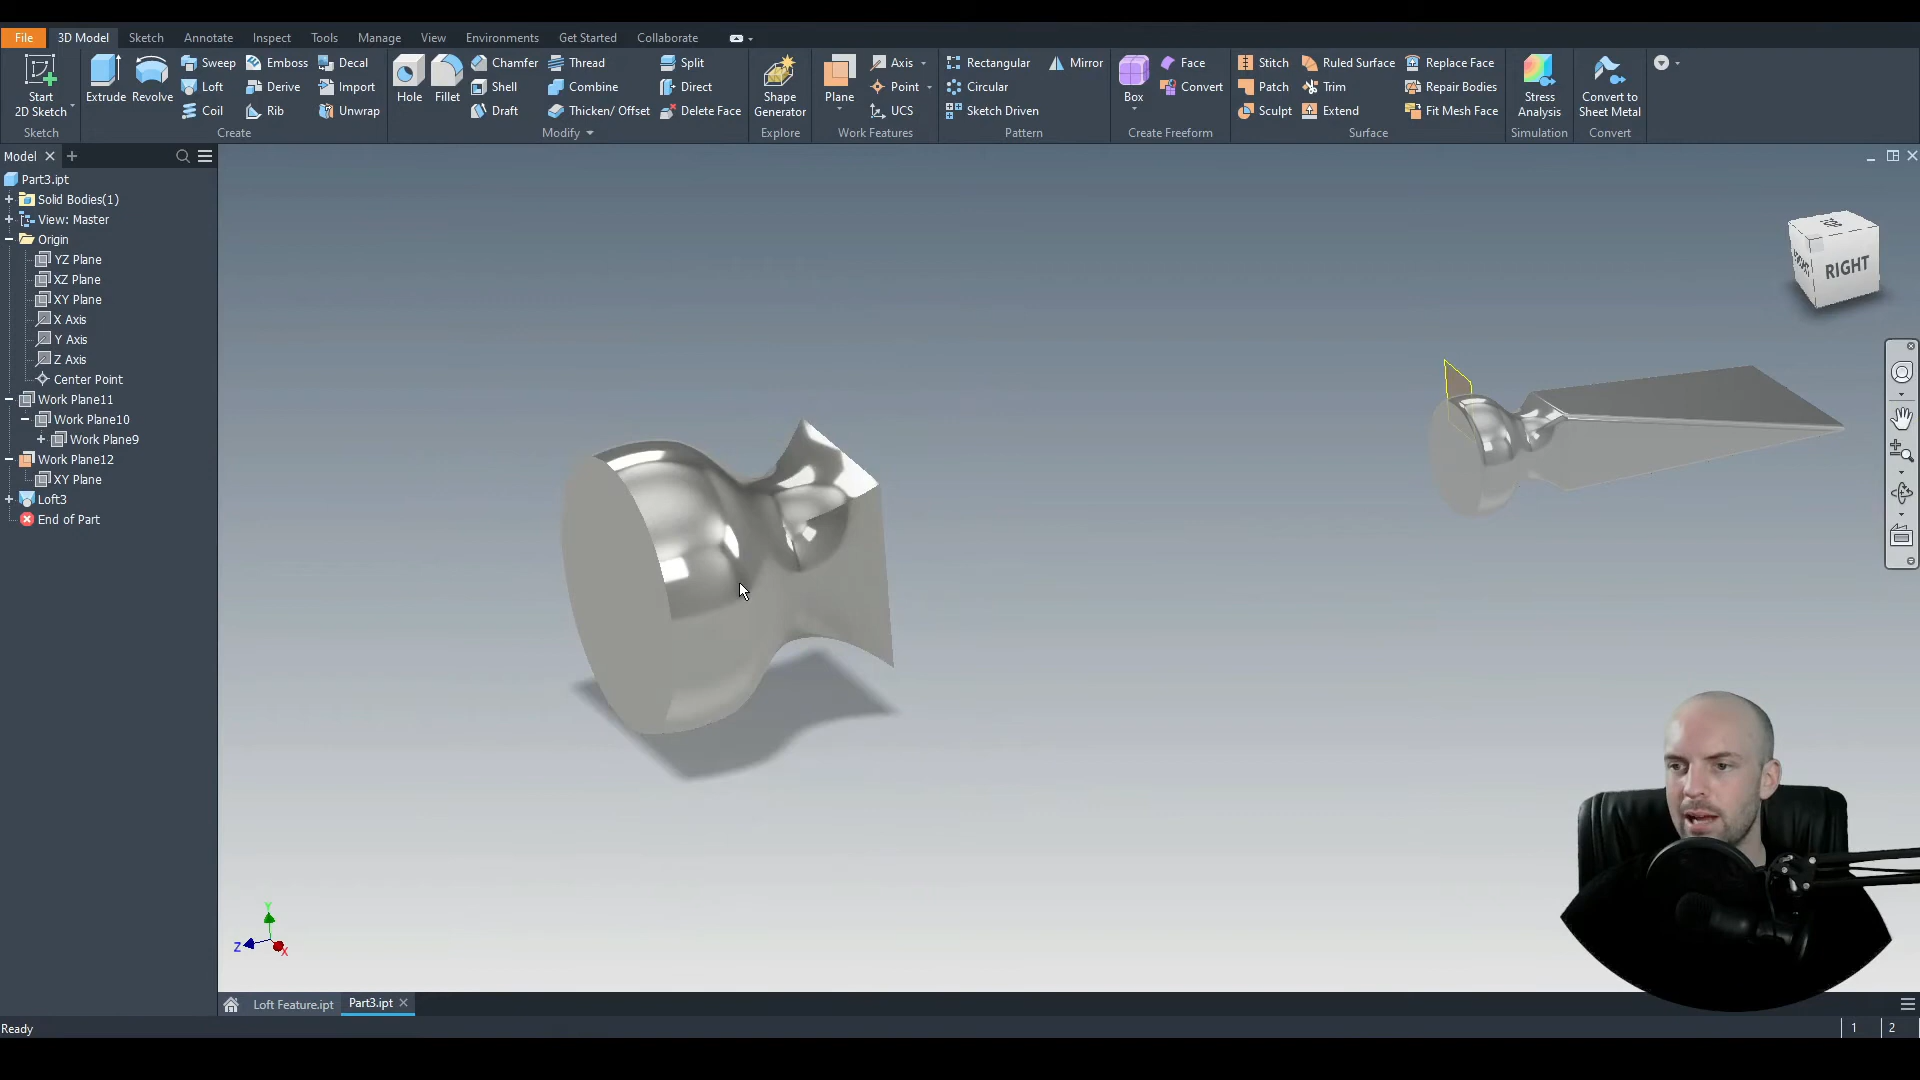 File 3D Model Sketch Annotate Inspect Tools Manage View Environments Get Started Collaborate
Start
2D Sketch
Sketch
Extrude
Revolve
Sweep
Loft
Coil
Emboss
Derive
Rib
Decal
Import
Unwrap
Create
Hole
Fillet
Chamfer
Shell
Draft
Thread
Combine
Thicken/ Offset
Split
Direct
Delete Face
Modify
Shape
Generator
Explore
Plane
Axis
Point
UCS
Work Features
Rectangular
Circular
Sketch Driven
Mirror
Pattern
Box
Face
Convert
Create Freeform
Stitch
Patch
Sculpt
Ruled Surface
Trim
Extend
Replace Face
Repair Bodies
Fit Mesh Face
Surface
Stress
Analysis
Simulation
Convert to
Sheet Metal
Convert
Model
Part3.ipt
Solid Bodies(1)
View: Master
Origin
YZ Plane
XZ Plane
XY Plane
X Axis
Y Axis
Z Axis
Center Point
Work Plane11
Work Plane10
Work Plane9
Work Plane12
XY Plane
Loft3
End of Part
RIGHT
Y
Z
X
Loft Feature.ipt Part3.ipt
Ready
1 2